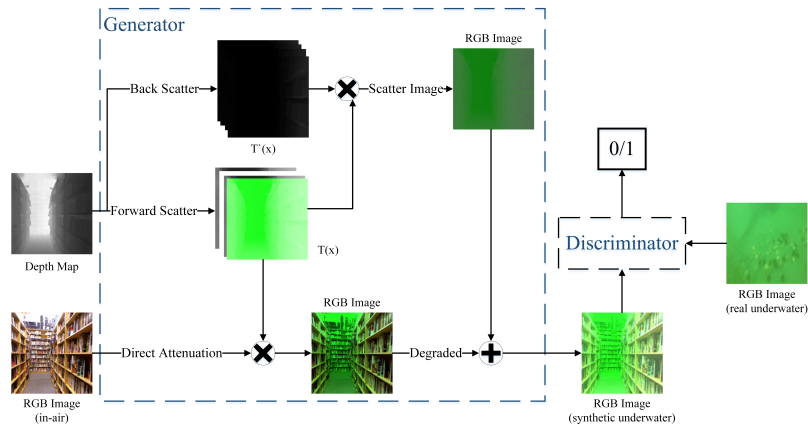 Generator
RGB Image
Back Scatter
Scatter Image
T`(x)
0/1
Forward Scatter
Discriminator
T(x)
Depth Map
RGB Image
(real underwater)
RGB Image
Direct Attenuation
Degraded
RGB Image
(in-air)
RGB Image
(synthetic underwater)